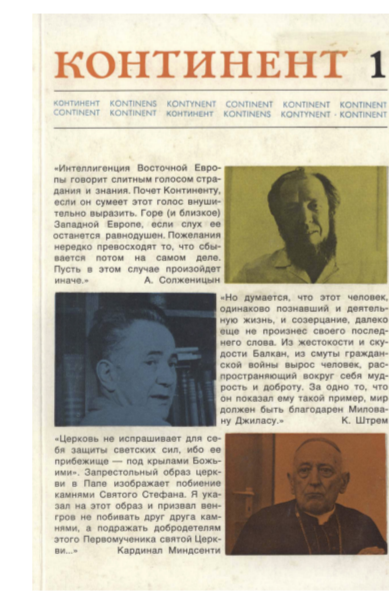 КОНТИНЕНТ 1
КОНТИНЕНТ KONTINENS KONTYNENT CONTINENT KONTINENT KONTINENT
CONTINENT KONTINENT КОНТИНЕНТ KONTINENS KONTYNENT · KONTINENT
«Интеллигенция Восточной Евро-
пы говорит слитным голосом стра-
дания и знания. Почет Континенту,
если он сумеет этот голос внуши-
тельно выразить. Горе (и близкое)
Западной Европе, если слух ее
останется равнодушен. Пожелания
нередко превосходят то, что сбы-
вается потом на самом деле.
Пусть в этом случае произойдет
иначе.» А. Солженицын
«Но думается, что этот человек,
одинаково познавший и деятель-
ную жизнь, и созерцание, далеко
еще не произнес своего послед-
него слова. Из жестокости и ску-
дости Балкан, из смуты граждан-
ской войны вырос человек, рас-
пространяющий вокруг себя муд-
рость и доброту. За одно то, что
он показал ему такой пример, мир
должен быть благодарен Милова-
ну Джиласу.» К. Штрем
«Церковь не испрашивает для се-
бя защиты светских сил, ибо ее
прибежище — под крылами Божь-
ими». Запрестольный образ церк-
ви в Папе изображает побиение
камнями Святого Стефана. Я ука-
зал на этот образ и призвал вен-
гров не побивать друг друга кам-
нями, а подражать добродетелям
этого Первомученика святой Церк-
ви...» Кардинал Миндсенти